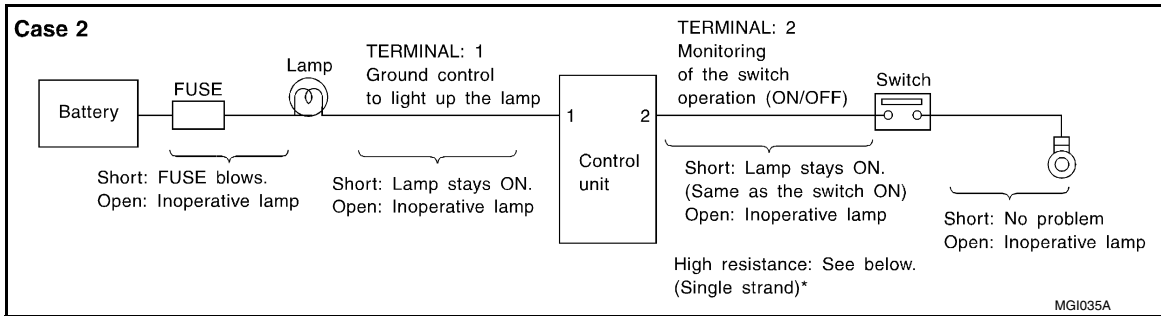 Case 2
Battery
FUSE
Lamp
TERMINAL: 1
Ground control
to light up the lamp
1
2
Control
unit
TERMINAL: 2
Monitoring
of the switch
operation (ON/OFF)
Switch
Short: FUSE blows.
Open: Inoperative lamp
Short: Lamp stays ON.
Open: Inoperative lamp
Short: Lamp stays ON.
(Same as the switch ON)
Open: Inoperative lamp
High resistance: See below.
(Single strand)*
Short: No problem
Open: Inoperative lamp
MGI035A